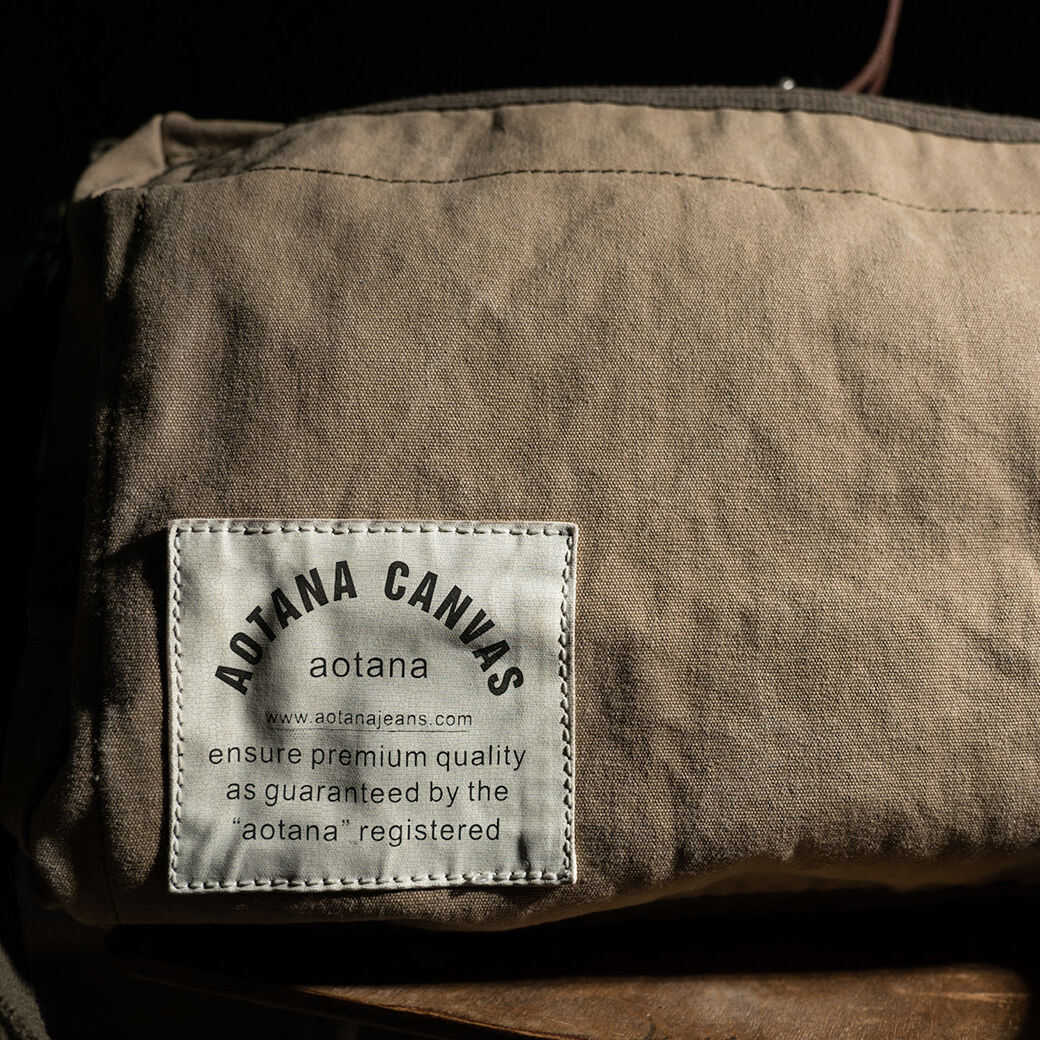 AOTANA CANVAS
aotana
www.aotanajeans.com
ensure premium quality
as guaranteed by the
“aotana” registered